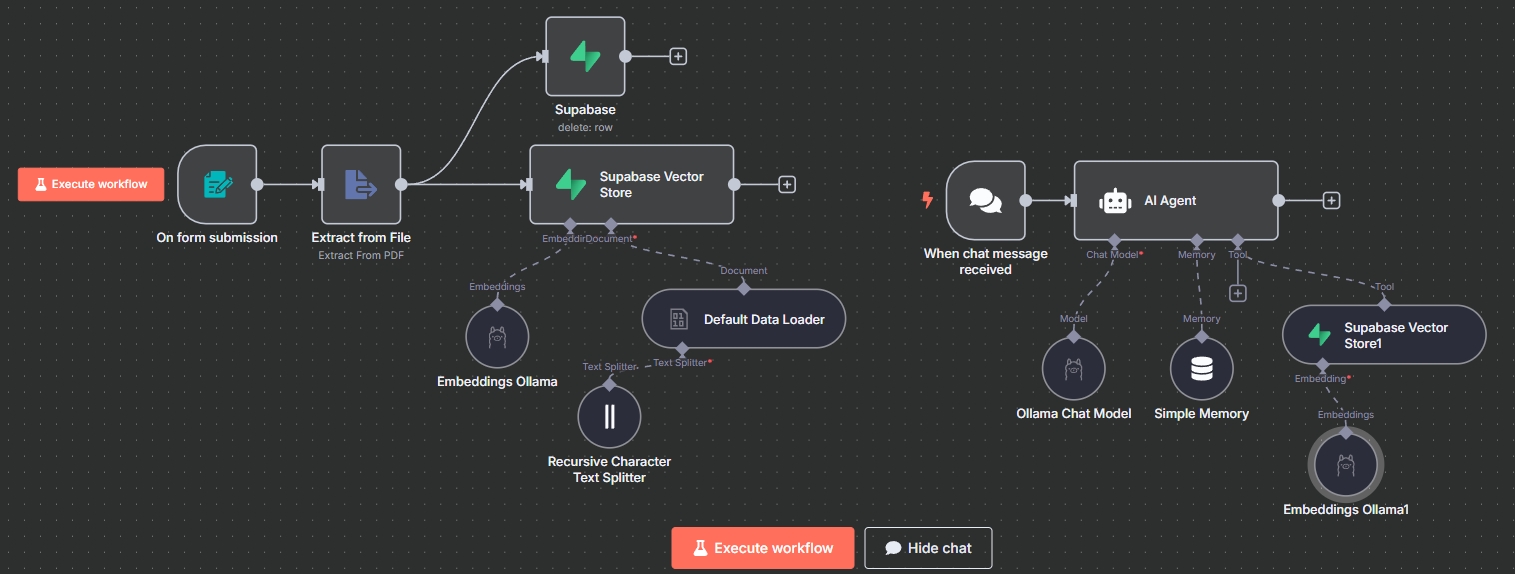 Supabase
delete: row
Execute workflow
On form submission
Extract from File
Extract From PDF
Supabase Vector
Store
EmbeddirDocument*
Embeddings
Embeddings Ollama
Document
Default Data Loader
Text Splitter*
Text Splitter
Recursive Character
Text Splitter
When chat message
received
AI Agent
Chat Model*
Memory
Tool
Model
Ollama Chat Model
Memory
Simple Memory
Tool
Supabase Vector
Store1
Embedding*
Embeddings
Embeddings Ollama1
Execute workflow
Hide chat